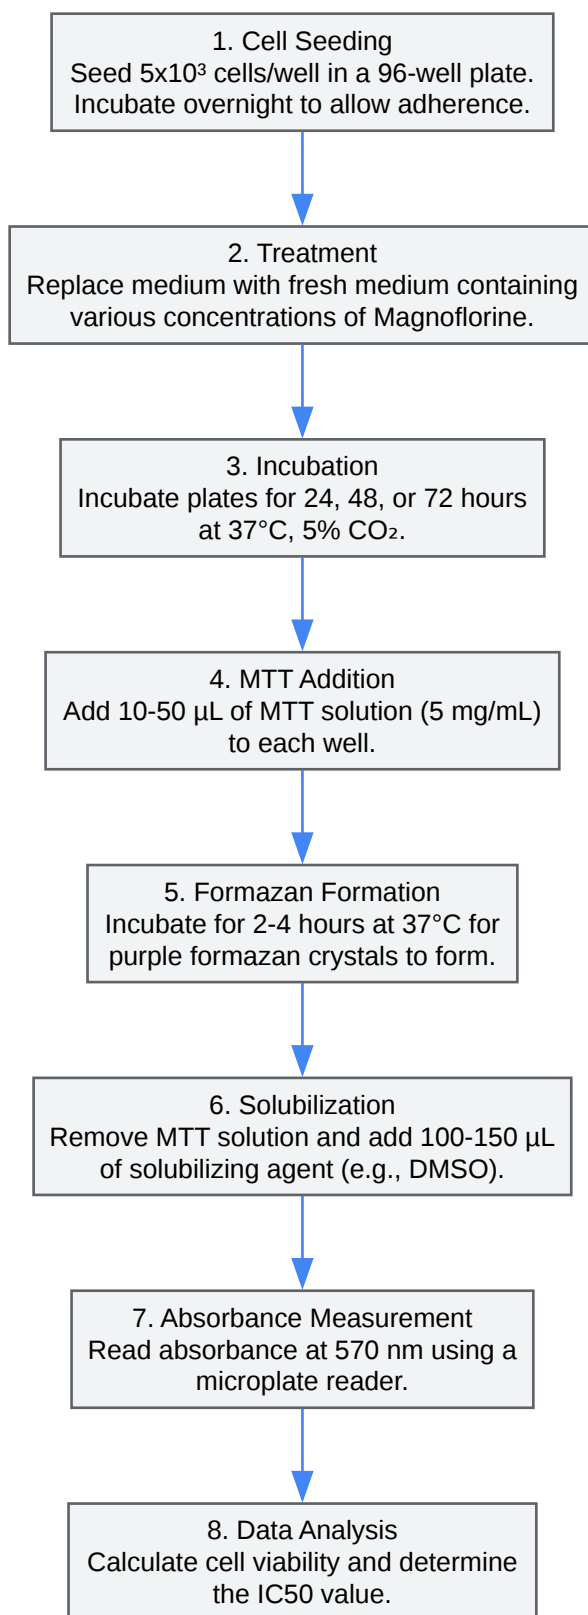 1. Cell Seeding
Seed 5x10³ cells/well in a 96-well plate.
Incubate overnight to allow adherence.
2. Treatment
Replace medium with fresh medium containing
various concentrations of Magnoflorine.
3. Incubation
Incubate plates for 24, 48, or 72 hours
at 37°C, 5% CO₂.
4. MTT Addition
Add 10-50 µL of MTT solution (5 mg/mL)
to each well.
5. Formazan Formation
Incubate for 2-4 hours at 37°C for
purple formazan crystals to form.
6. Solubilization
Remove MTT solution and add 100-150 µL
of solubilizing agent (e.g., DMSO).
7. Absorbance Measurement
Read absorbance at 570 nm using a
microplate reader.
8. Data Analysis
Calculate cell viability and determine
the IC50 value.